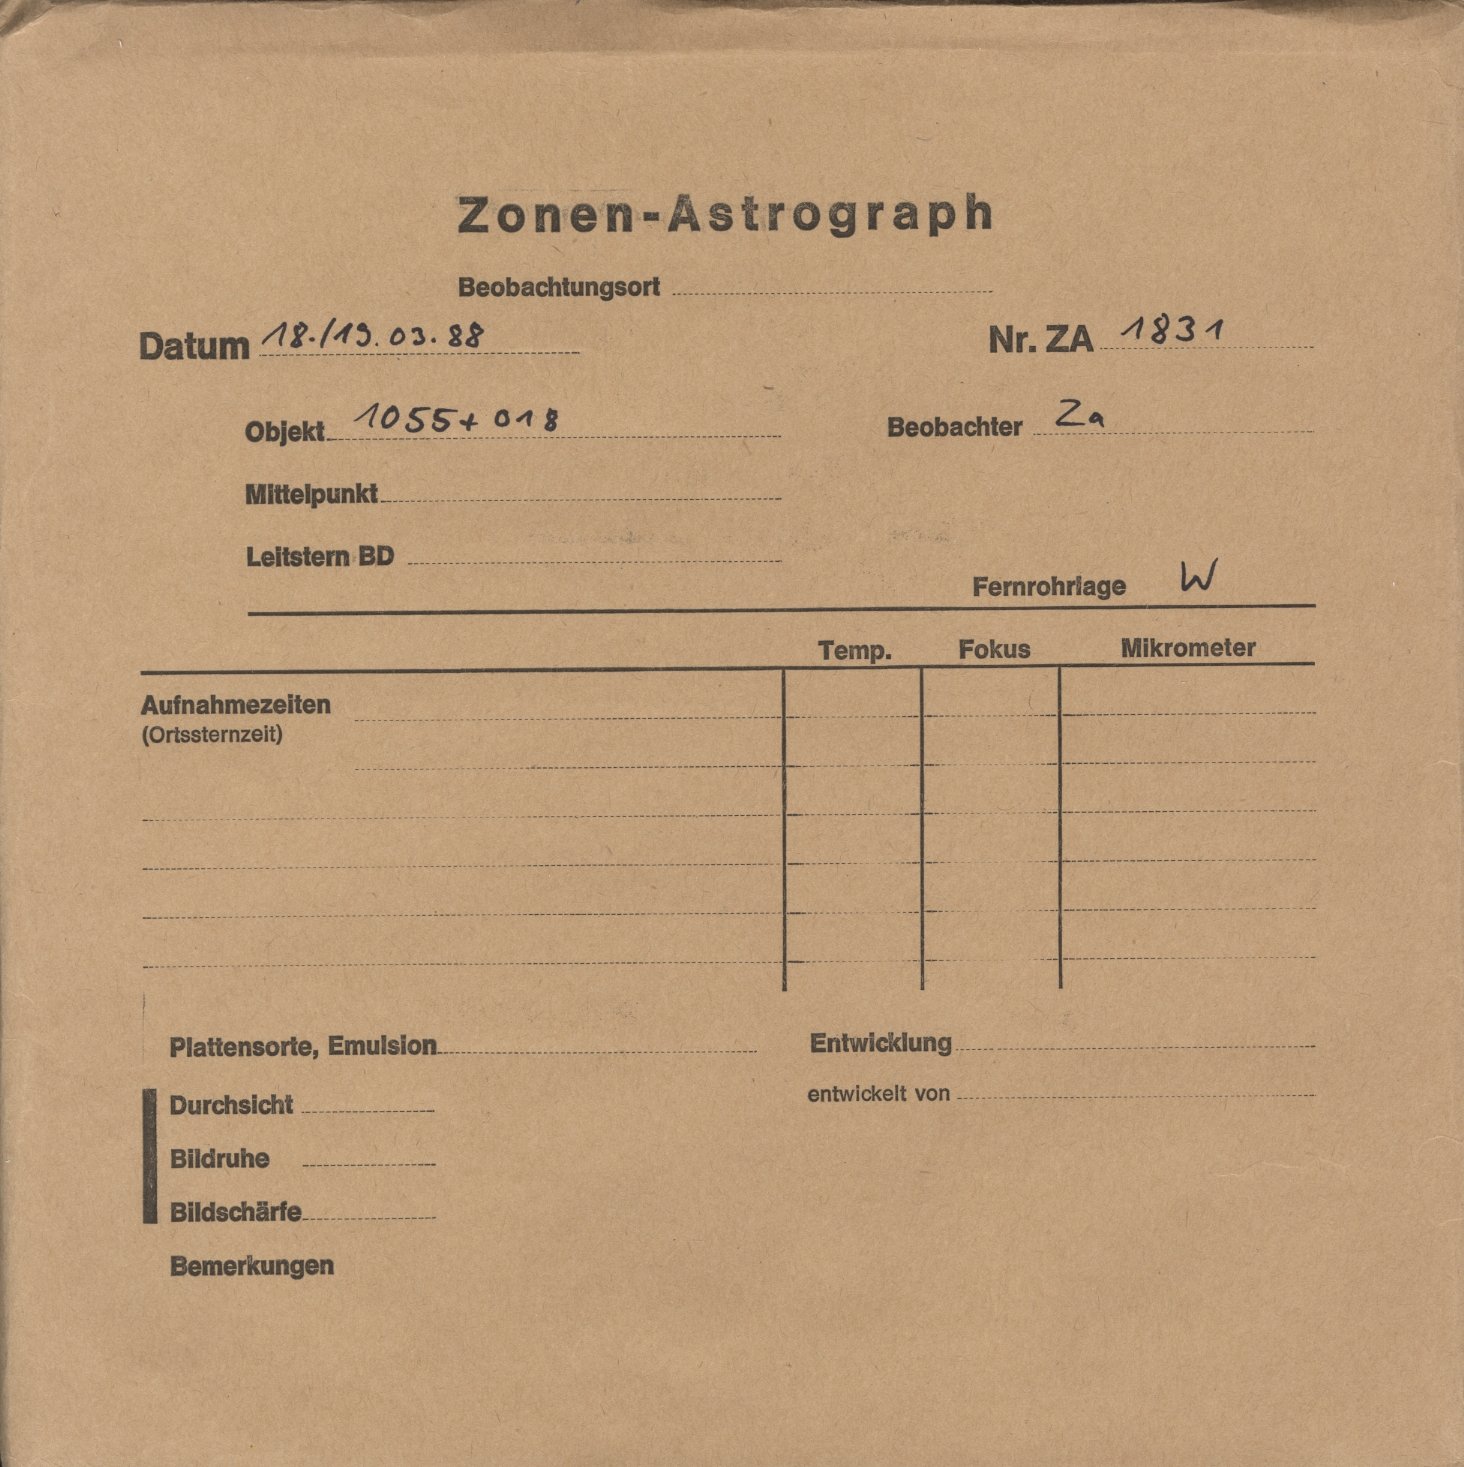 Zonen-Astrograph
Beobachtungsort
Datum 18./19.03.88 Nr. ZA 1831
Objekt 1055+018 Beobachter Za
Mittelpunkt
Leitstern BD
Fernrohrlage W
Temp. Fokus Mikrometer
Aufnahmezeiten
(Ortssternzeit)
Plattensorte, Emulsion Entwicklung
Durchsicht entwickelt von
Bildruhe
Bildschärfe
Bemerkungen